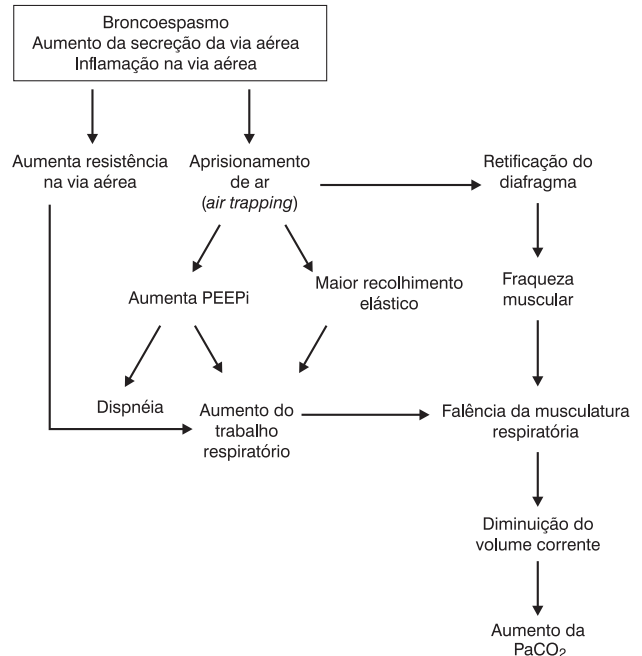 Broncoespasmo
Aumento da secreção da via aérea
Inflamação na via aérea
Aumenta resistência
na via aérea
Aprisionamento
de ar
(air trapping)
Retificação do
diafragma
Aumenta PEEPi
Maior recolhimento
elástico
Fraqueza
muscular
Dispnéia
Aumento do
trabalho
respiratório
Falência da musculatura
respiratória
Diminuição do
volume corrente
Aumento da
PaCO₂